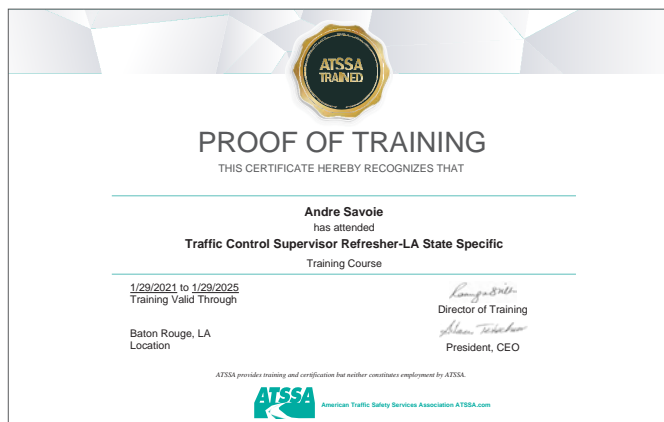 ATSSA
TRAINED
PROOF OF TRAINING
THIS CERTIFICATE HEREBY RECOGNIZES THAT
Andre Savoie
has attended
Traffic Control Supervisor Refresher-LA State Specific
Training Course
1/29/2021 to 1/29/2025
Training Valid Through
Director of Training
Baton Rouge, LA
Location
President, CEO
ATSSA provides training and certification but neither constitutes employment by ATSSA.
ATSSA
American Traffic Safety Services Association ATSSA.com